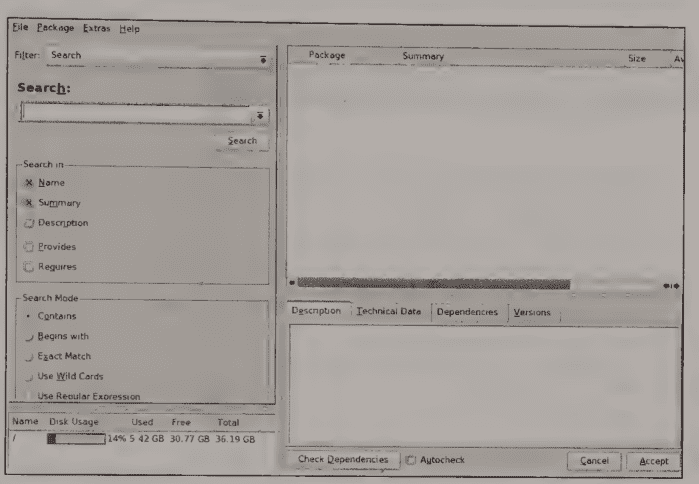 File Package Extras Help
Filter: Search
Package Summary Size Av
Search:
Search
Search in
Name
Summary
Description
Provides
Requires
Search Mode
Contains
Begins with
Exact Match
Use Wild Cards
Use Regular Expression
Name Disk Usage Used Free Total
/ 14% 5 42 GB 30.77 GB 36.19 GB
Description Technical Data Dependencies Versions
Check Dependencies Autocheck Cancel Accept